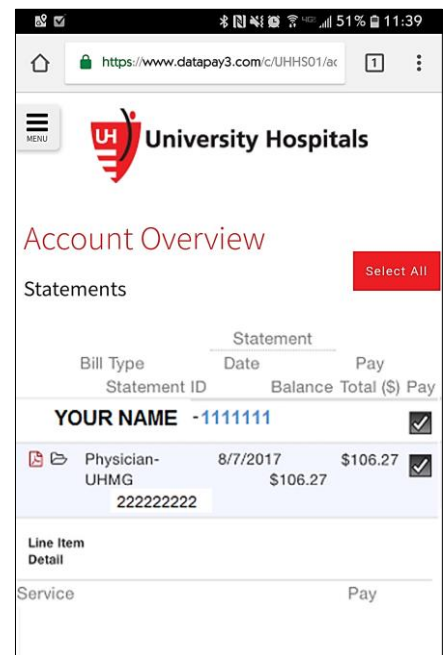 51% 11:39
https://www.datapay3.com/c/UHHS01/ac
1
MENU
UH University Hospitals
Account Overview
Select All
Statements
Statement
Bill Type Date Pay
Statement ID Balance Total ($) Pay
YOUR NAME -1111111
Physician- 8/7/2017 $106.27
UHMG $106.27
222222222
Line Item
Detail
Service Pay